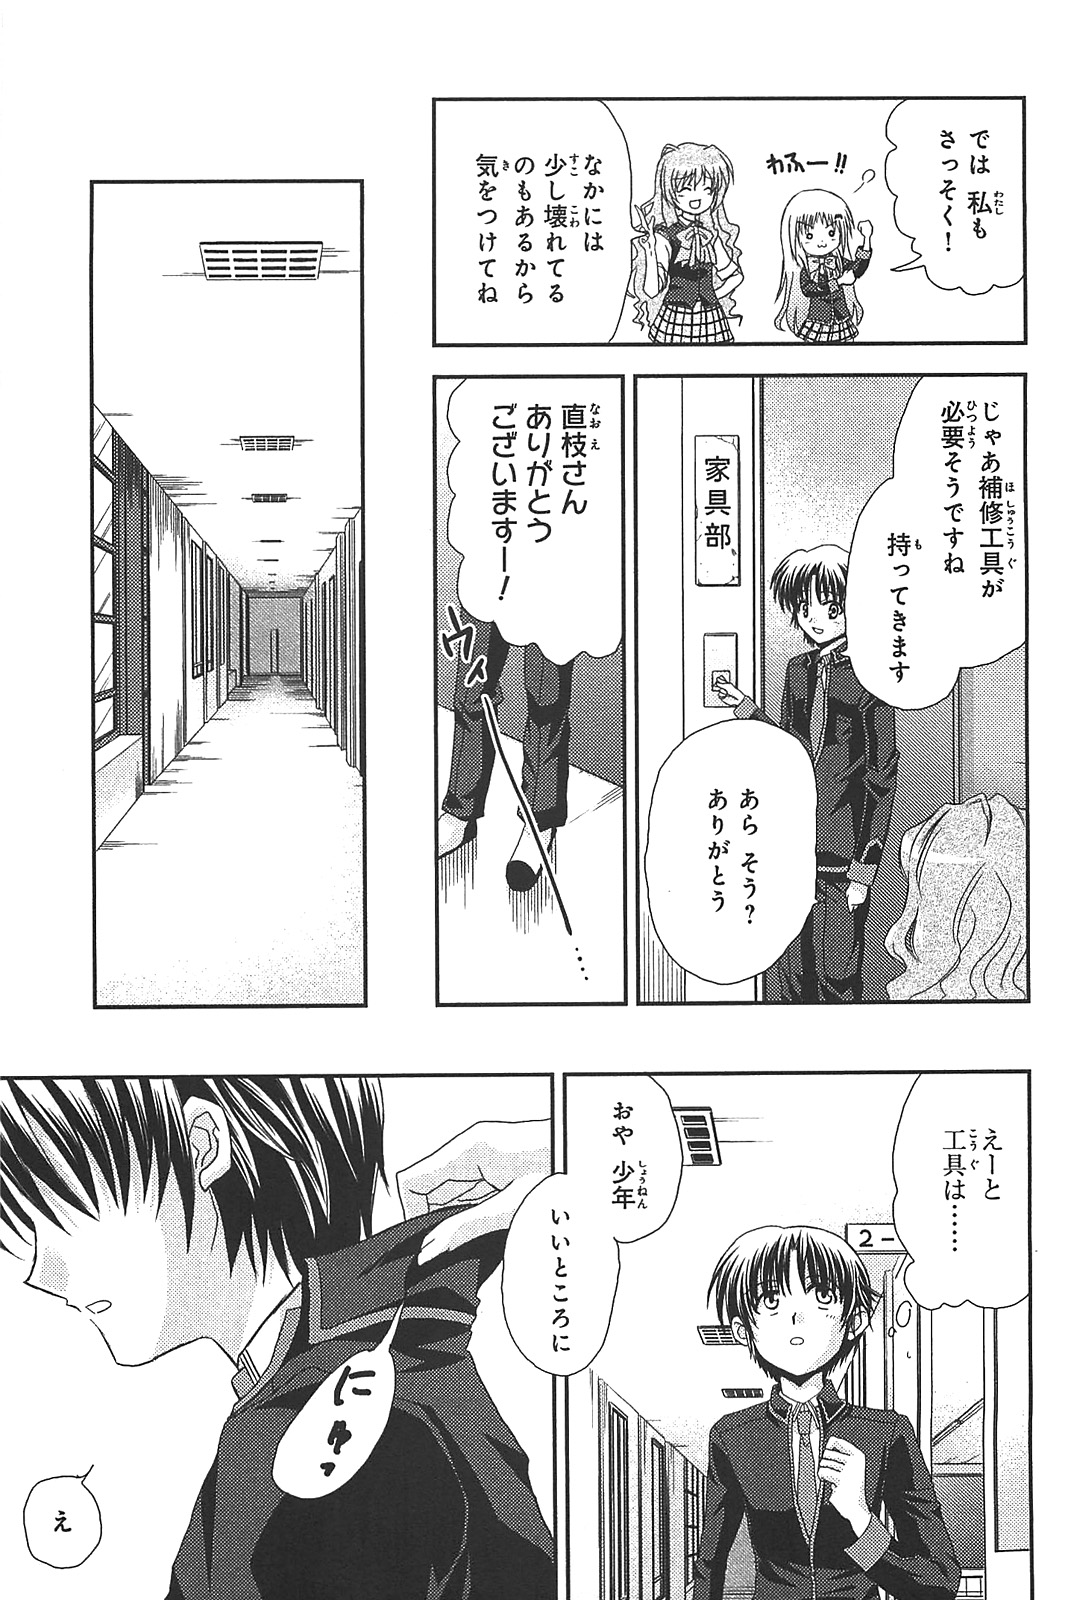 では 私も
さっそく!
わふー!!
なかには
少し壊れてる
のもあるから
気をつけてね
じゃあ補修工具が
必要そうですね
持ってきます
家具部
あら そう?
ありがとう
直枝さん
ありがとう
ございますー!
ウィ
……
えーと
工具は……
2-
おや 少年
いいところに
にゅっ
え